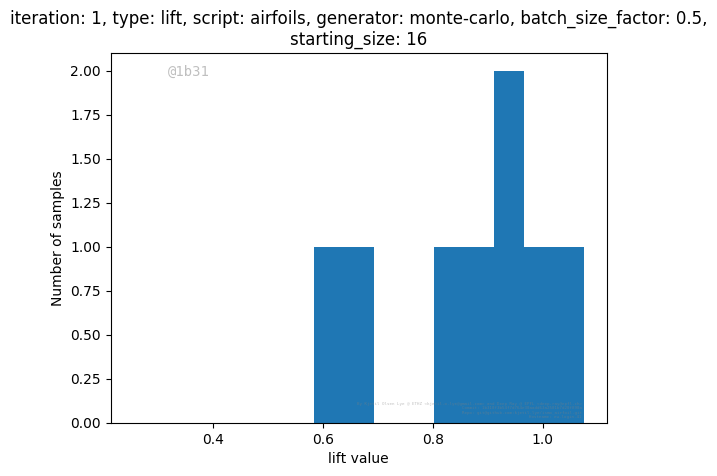 iteration: 1, type: lift, script: airfoils, generator: monte-carlo, batch_size_factor: 0.5,
starting_size: 16
@1b31
2.00
1.75
1.50
1.25
1.00
0.75
0.50
0.25
0.00
Number of samples
0.4 0.6 0.8 1.0
lift value